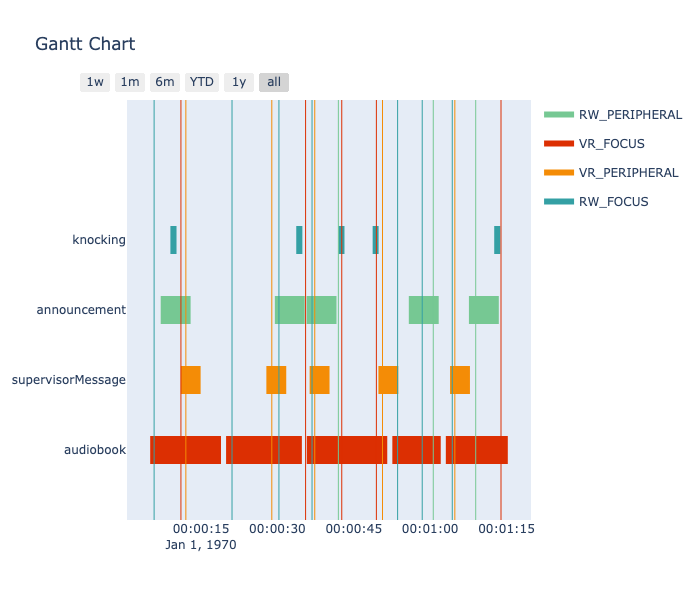 Gantt Chart
1w 1m 6m YTD 1y all
RW_PERIPHERAL
VR_FOCUS
VR_PERIPHERAL
RW_FOCUS
knocking
announcement
supervisorMessage
audiobook
00:00:15 00:00:30 00:00:45 00:01:00 00:01:15
Jan 1, 1970